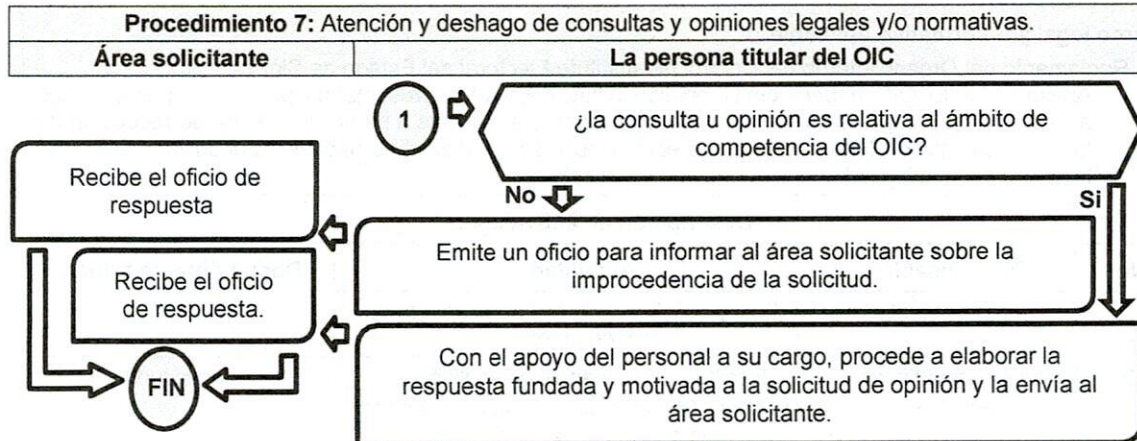 Procedimiento 7: Atención y deshago de consultas y opiniones legales y/o normativas.
Área solicitante
La persona titular del OIC
1
¿la consulta u opinión es relativa al ámbito de
competencia del OIC?
No
Si
Recibe el oficio de
respuesta
Emite un oficio para informar al área solicitante sobre la
improcedencia de la solicitud.
Recibe el oficio
de respuesta.
Con el apoyo del personal a su cargo, procede a elaborar la
respuesta fundada y motivada a la solicitud de opinión y la envía al
área solicitante.
FIN